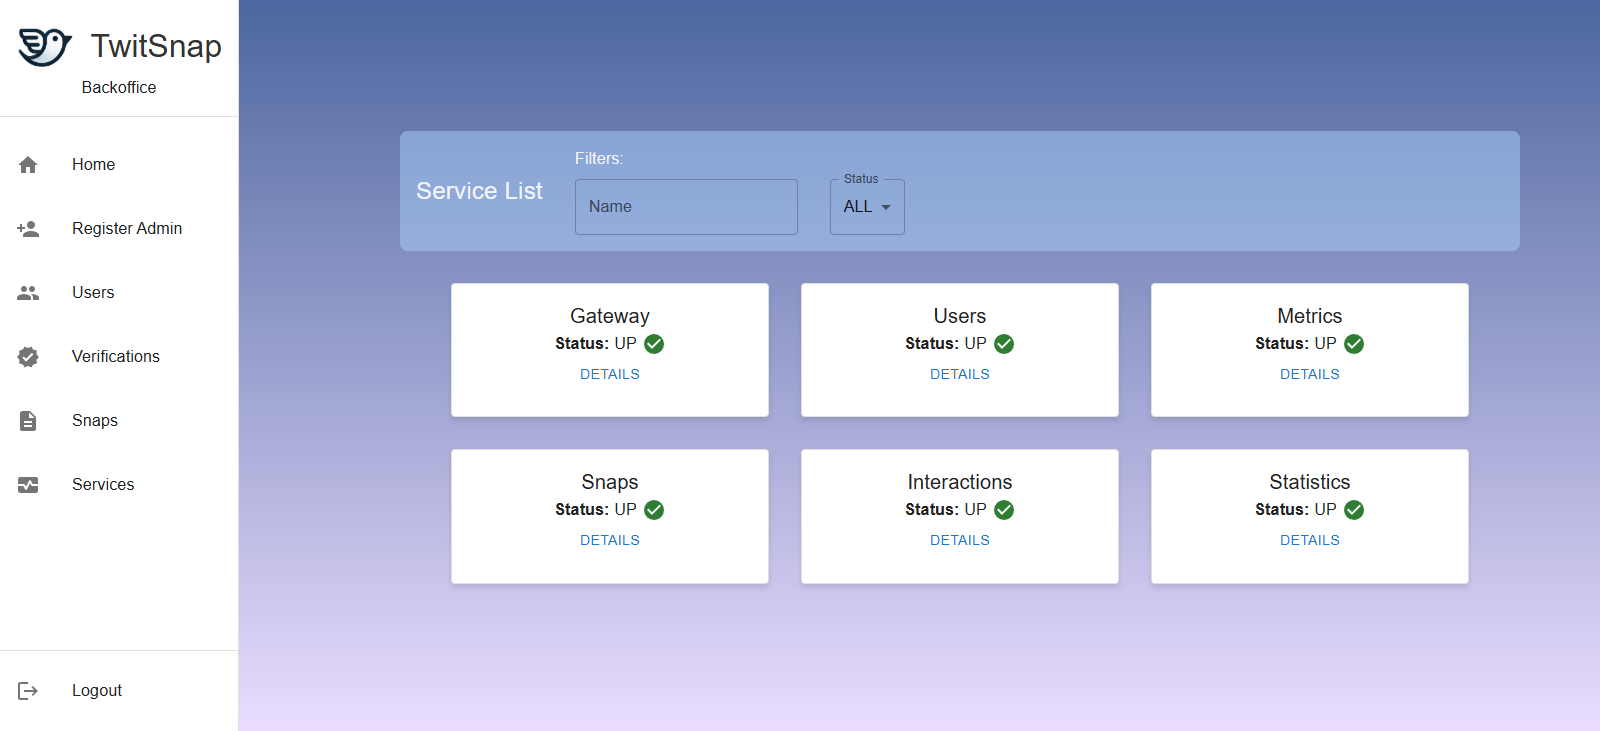 TwitSnap
Backoffice
Home
Register Admin
Users
Verifications
Snaps
Services
Logout
Service List
Filters:
Name
Status
ALL
Gateway
Status: UP
DETAILS
Users
Status: UP
DETAILS
Metrics
Status: UP
DETAILS
Snaps
Status: UP
DETAILS
Interactions
Status: UP
DETAILS
Statistics
Status: UP
DETAILS